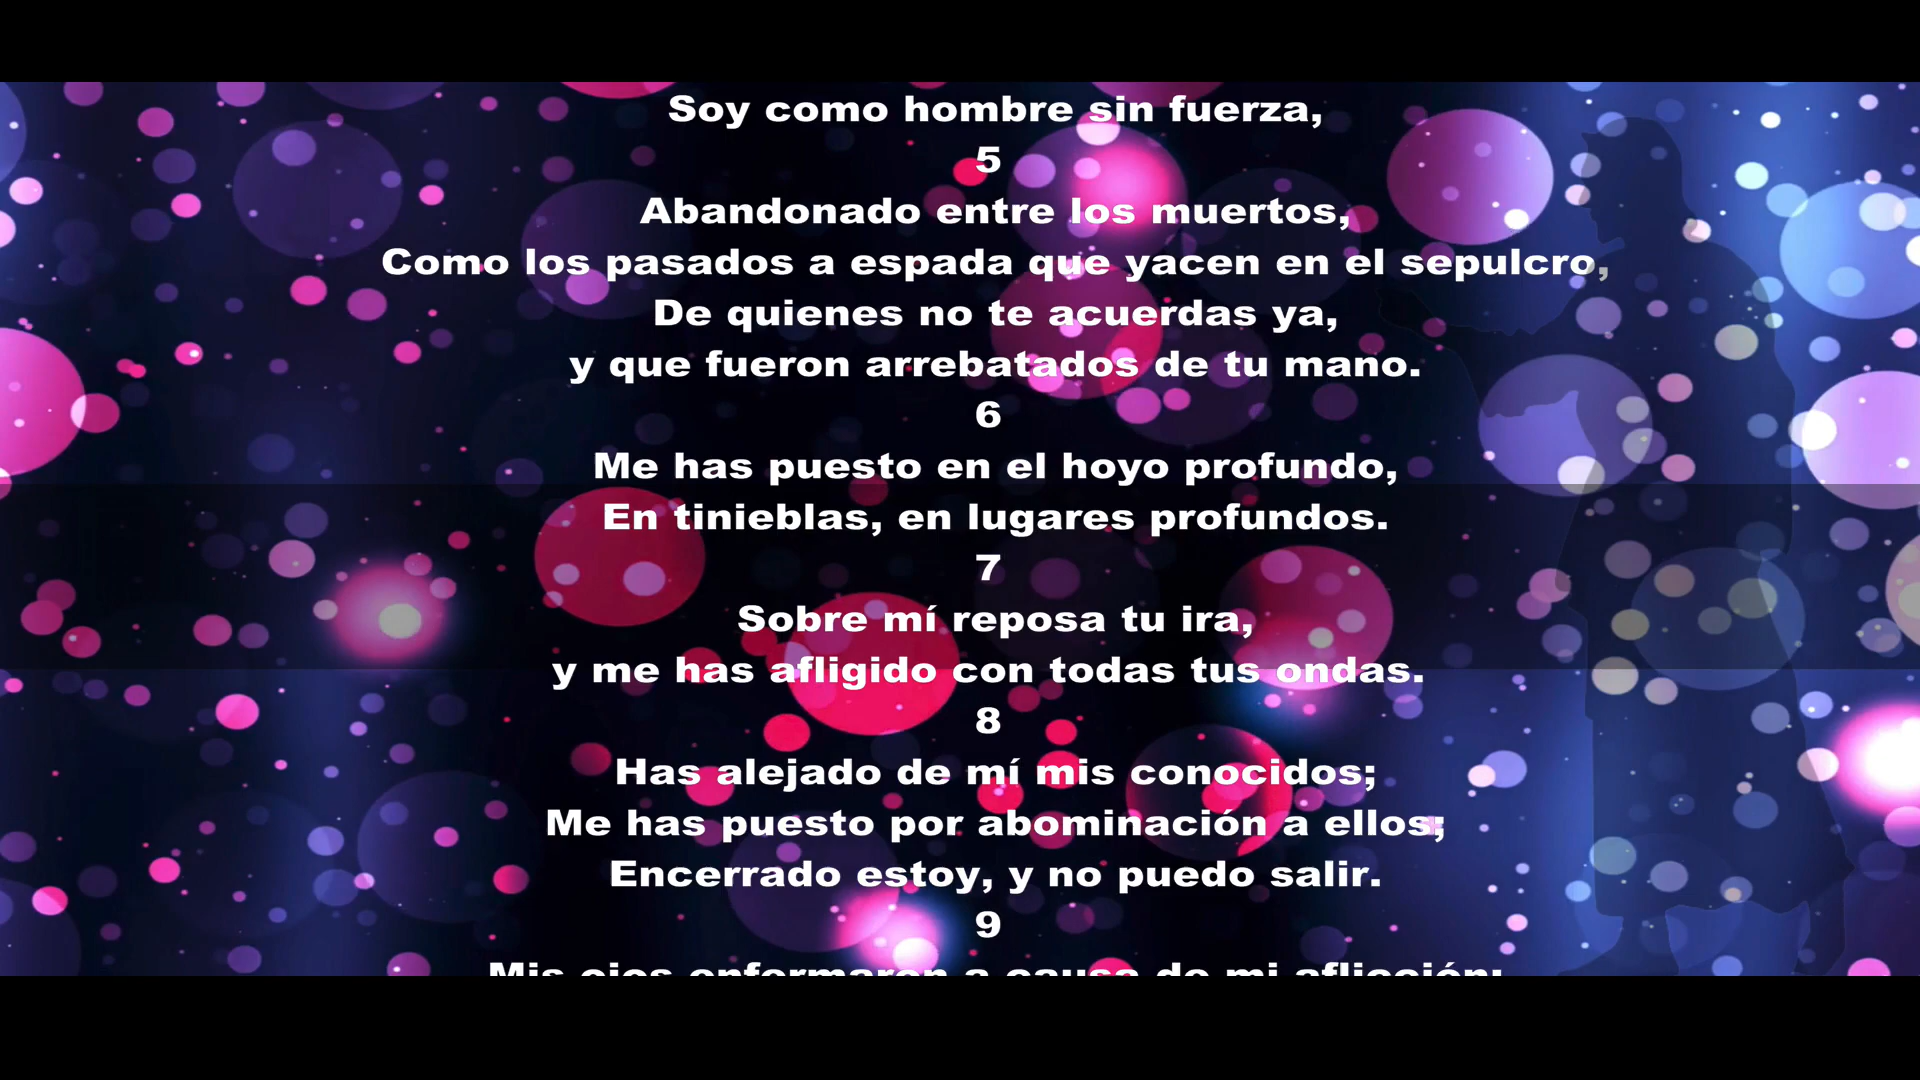 Soy como hombre sin fuerza,
5
Abandonado entre los muertos,
Como los pasados a espada que yacen en el sepulcro,
De quienes no te acuerdas ya,
y que fueron arrebatados de tu mano.
6
Me has puesto en el hoyo profundo,
En tinieblas, en lugares profundos.
7
Sobre mí reposa tu ira,
y me has afligido con todas tus ondas.
8
Has alejado de mí mis conocidos;
Me has puesto por abominación a ellos;
Encerrado estoy, y no puedo salir.
9
Mis ojos enfermaron a causa de mi aflicción;